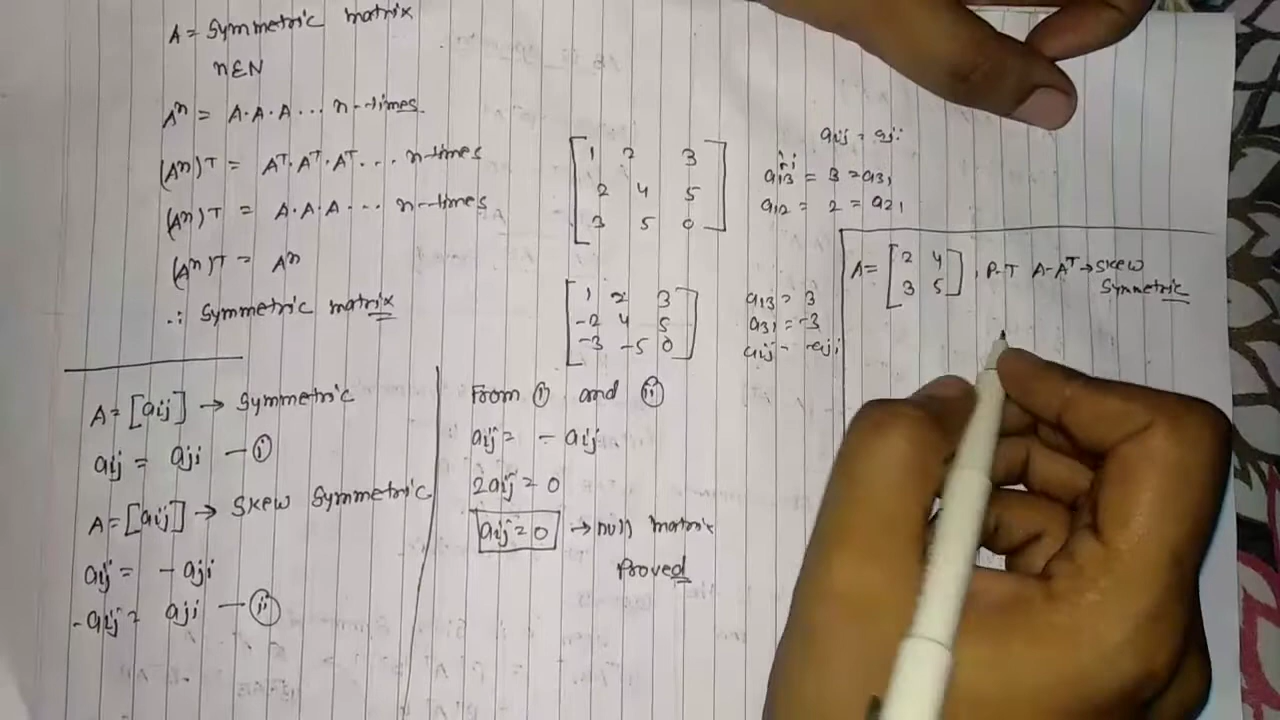 A = Symmetric matrix
n∈N
Aⁿ = A.A.A... n-times.
(Aⁿ)ᵀ = Aᵀ.Aᵀ.Aᵀ... n-times
(Aⁿ)ᵀ = A.A.A... n-times
(Aⁿ)ᵀ = Aⁿ
∴ Symmetric matrix
A = [aij] → Symmetric
aij = aji — (i)
A = [aij] → Skew Symmetric
aij = -aji
-aij = aji — (ii)
1 2 3
2 4 5
3 5 0
1 2 3
-2 4 5
-3 -5 0
From (i) and (ii)
aij = - aij
2aij = 0
aij = 0 → null matrix
Proved
aij = aji
ij
a13 = 3 = a31
a12 = 2 = a21
a13 = 3
a31 = -3
aij = -aji
A = [2 4
3 5], P.T A-Aᵀ → Skew
Symmetric